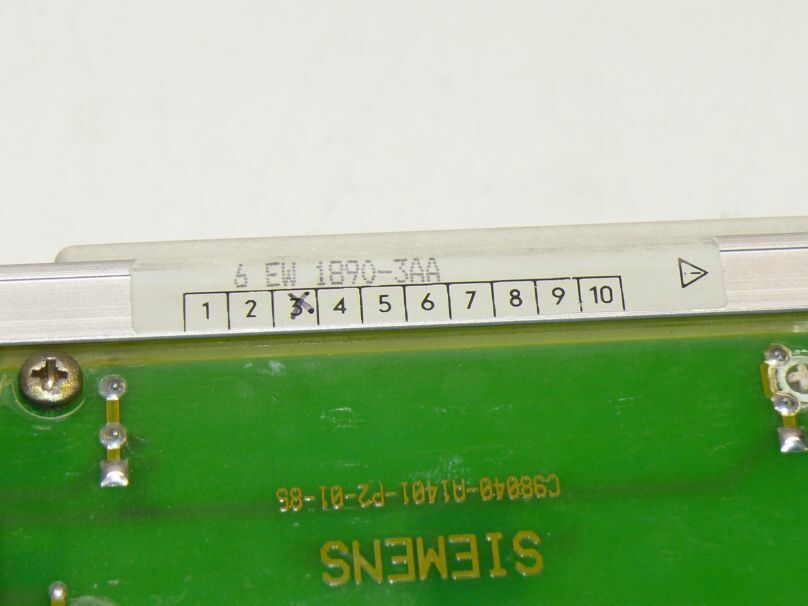 6 EW 1890-3AA
1 2 3 4 5 6 7 8 9 10
C98040-A1401-P2-01-85
SIEMENS